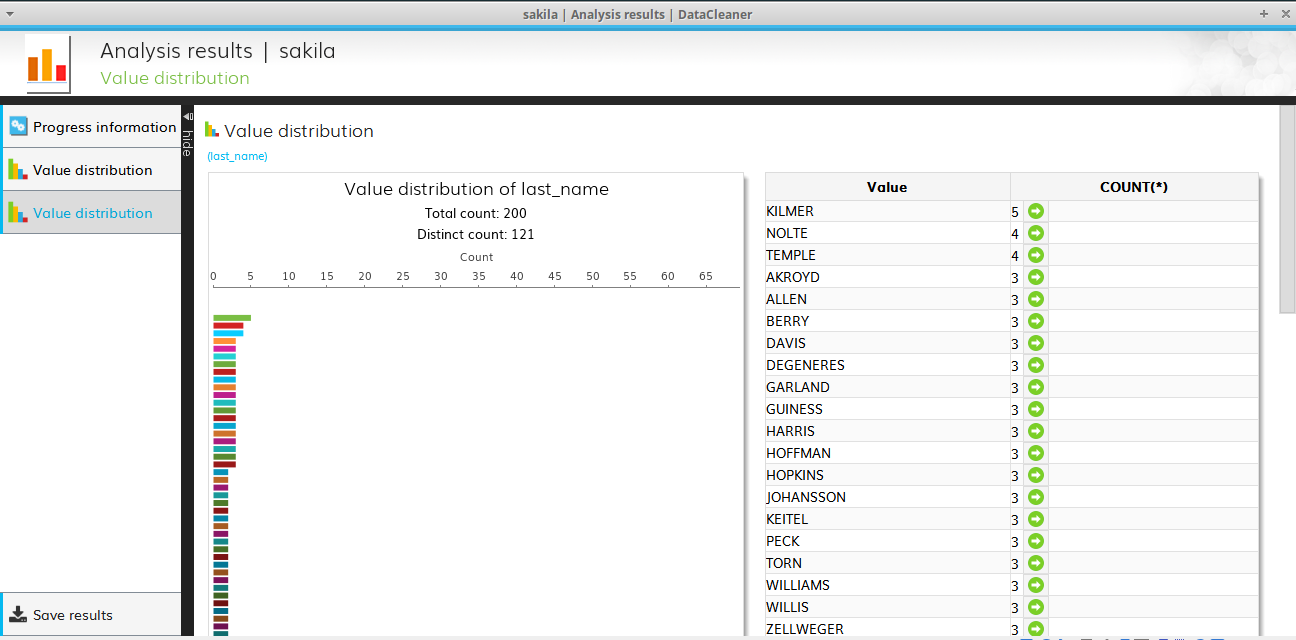 sakila | Analysis results | DataCleaner
Analysis results | sakila
Value distribution
Progress information
Value distribution
Value distribution
Save results
hide
Value distribution
(last_name)
Value distribution of last_name
Total count: 200
Distinct count: 121
Count
0 5 10 15 20 25 30 35 40 45 50 55 60 65
Value COUNT(*)
KILMER 5
NOLTE 4
TEMPLE 4
AKROYD 3
ALLEN 3
BERRY 3
DAVIS 3
DEGENERES 3
GARLAND 3
GUINESS 3
HARRIS 3
HOFFMAN 3
HOPKINS 3
JOHANSSON 3
KEITEL 3
PECK 3
TORN 3
WILLIAMS 3
WILLIS 3
ZELLWEGER 3